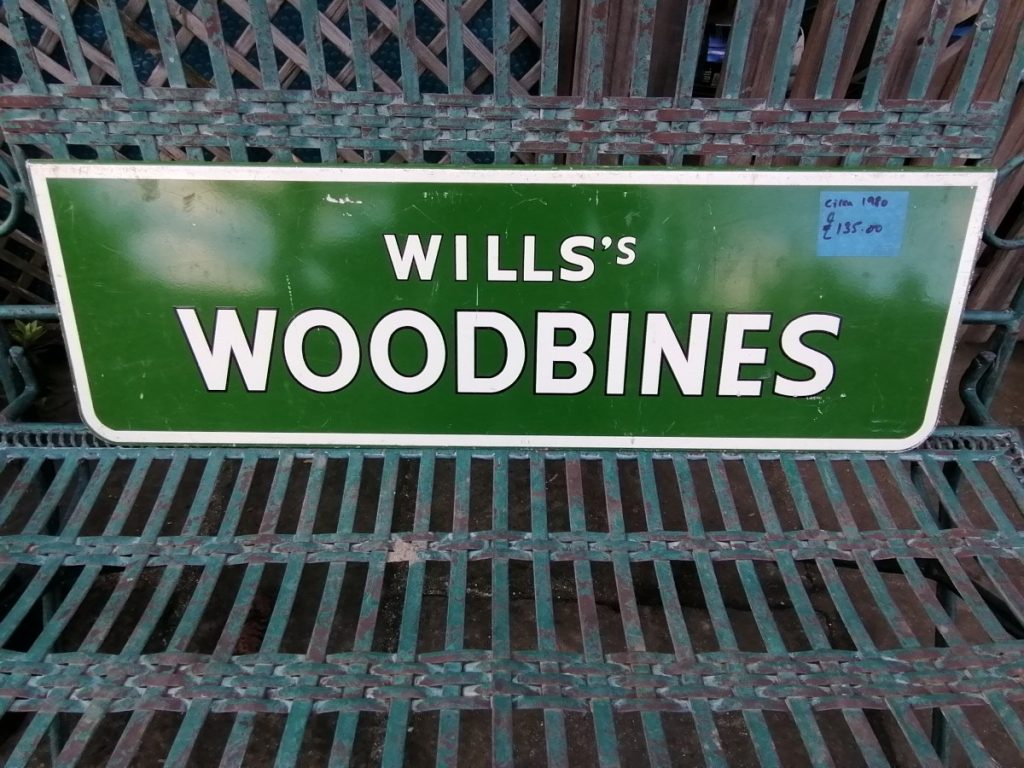 circa 1980
£135.00
WILLS'S
WOODBINES